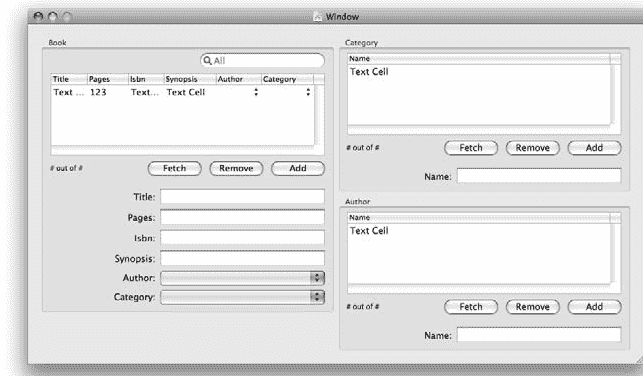 Window
Book
All
Title Pages Isbn Synopsis Author Category
Text ... 123 Text... Text Cell
# out of # Fetch Remove Add
Title:
Pages:
Isbn:
Synopsis:
Author:
Category:
Category
Name
Text Cell
# out of # Fetch Remove Add
Name:
Author
Name
Text Cell
# out of # Fetch Remove Add
Name: